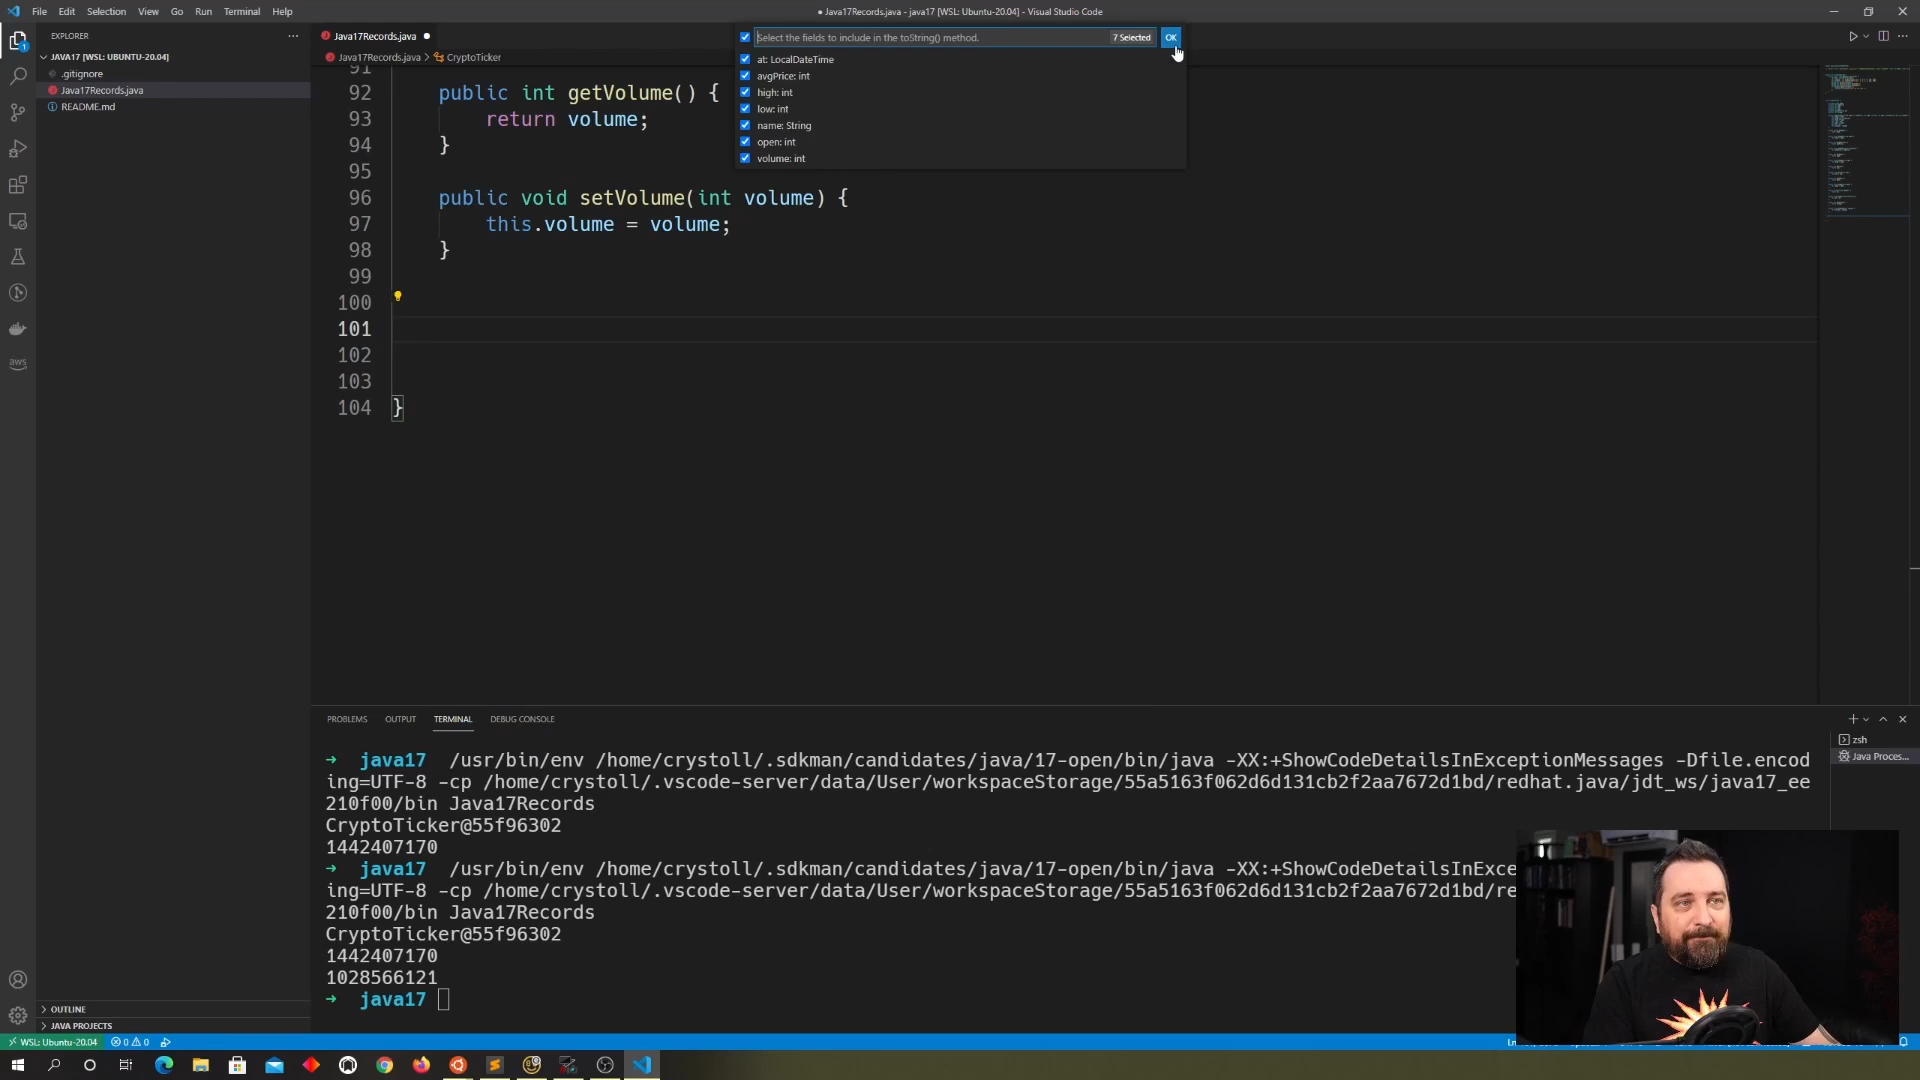 File Edit Selection View Go Run Terminal Help
● Java17Records.java - java17 [WSL: Ubuntu-20.04] - Visual Studio Code
EXPLORER ···
JAVA17 [WSL: UBUNTU-20.04]
.gitignore
Java17Records.java
README.md
OUTLINE
JAVA PROJECTS
aws
1
Java17Records.java ●
Java17Records.java > CryptoTicker
Select the fields to include in the toString() method. 7 Selected OK
at: LocalDateTime
avgPrice: int
high: int
low: int
name: String
open: int
volume: int
91
92 public int getVolume() {
93 return volume;
94 }
95
96 public void setVolume(int volume) {
97 this.volume = volume;
98 }
99
100
101
102
103
104 }
PROBLEMS OUTPUT TERMINAL DEBUG CONSOLE
zsh
Java Proces...
→ java17 /usr/bin/env /home/crystoll/.sdkman/candidates/java/17-open/bin/java -XX:+ShowCodeDetailsInExceptionMessages -Dfile.encod
ing=UTF-8 -cp /home/crystoll/.vscode-server/data/User/workspaceStorage/55a5163f062d6d131cb2f2aa7672d1bd/redhat.java/jdt_ws/java17_ee
210f00/bin Java17Records
CryptoTicker@55f96302
1442407170
→ java17 /usr/bin/env /home/crystoll/.sdkman/candidates/java/17-open/bin/java -XX:+ShowCodeDetailsInExce
ing=UTF-8 -cp /home/crystoll/.vscode-server/data/User/workspaceStorage/55a5163f062d6d131cb2f2aa7672d1bd/re
210f00/bin Java17Records
CryptoTicker@55f96302
1442407170
1028566121
→ java17
WSL: Ubuntu-20.04 0 0